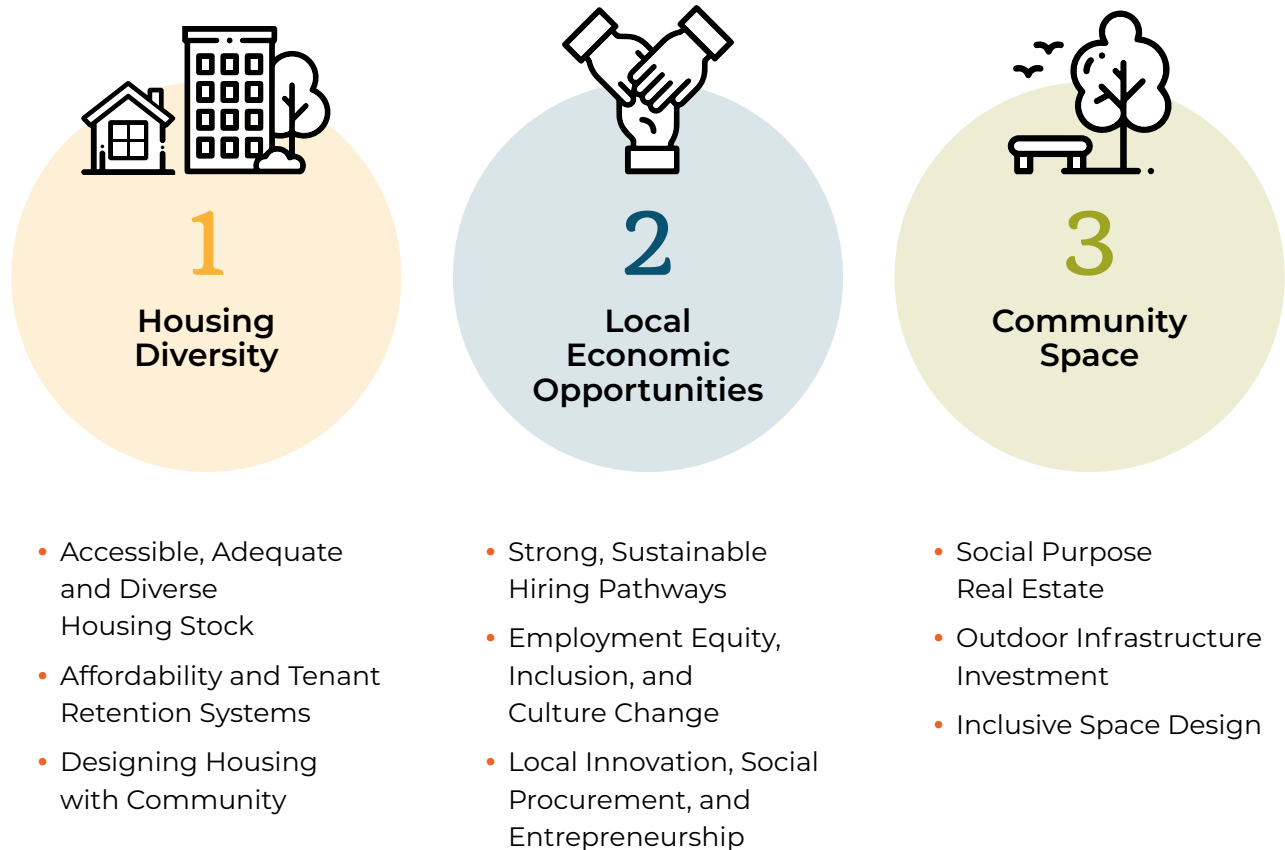 1
Housing
Diversity
• Accessible, Adequate
and Diverse
Housing Stock
• Affordability and Tenant
Retention Systems
• Designing Housing
with Community
2
Local
Economic
Opportunities
• Strong, Sustainable
Hiring Pathways
• Employment Equity,
Inclusion, and
Culture Change
• Local Innovation, Social
Procurement, and
Entrepreneurship
3
Community
Space
• Social Purpose
Real Estate
• Outdoor Infrastructure
Investment
• Inclusive Space Design